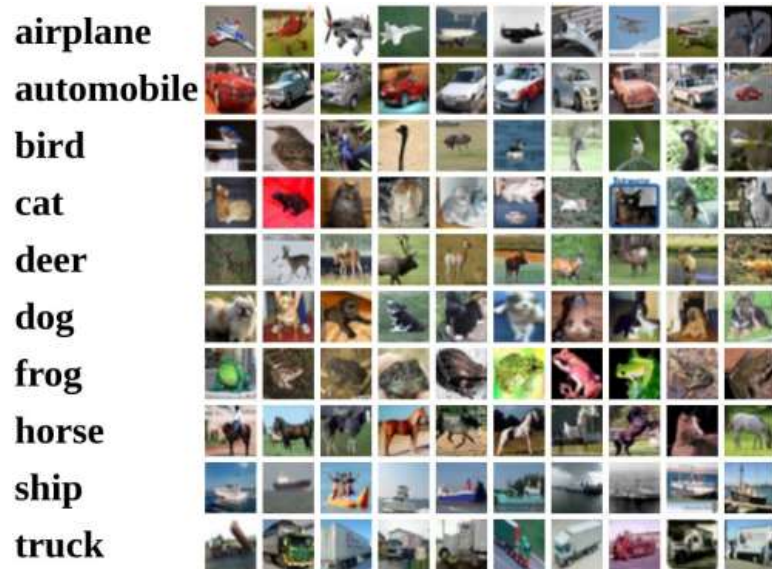 airplane
automobile
bird
cat
deer
dog
frog
horse
ship
truck